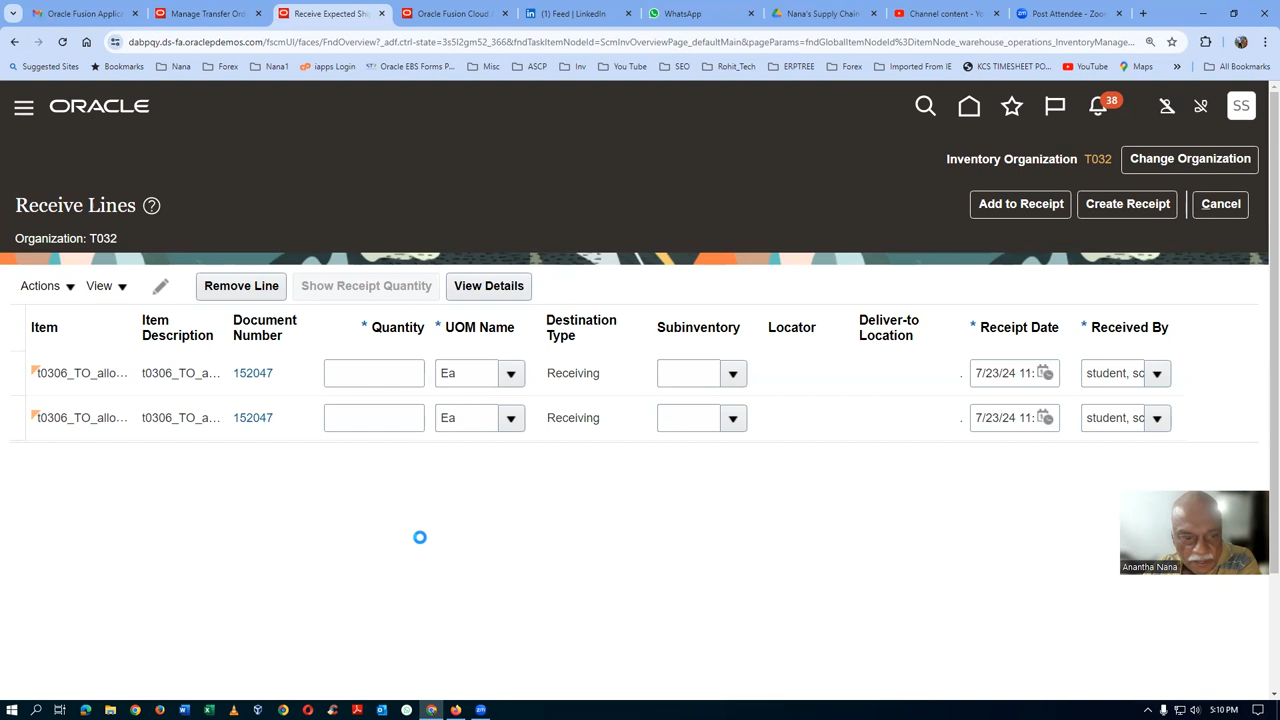 Oracle Fusion Applic
Manage Transfer Ord
Receive Expected Shi
Oracle Fusion Cloud
(1) Feed | LinkedIn
WhatsApp
Nana's Supply Chain
Channel content - Yo
Post Attendee - Zoo
dabpqy.ds-fa.oraclepdemos.com/fscmUI/faces/FndOverview?_adf.ctrl-state=3s5l2gm52_366&fndTaskItemNodeId=ScmInvOverviewPage_defaultMain&pageParams=fndGlobalItemNodeId%3DitemNode_warehouse_operations_InventoryManage...
Suggested Sites
Bookmarks
Nana
Forex
Nana1
iapps Login
Oracle EBS Forms P...
Misc
ASCP
Inv
You Tube
SEO
Rohit_Tech
ERPTREE
Forex
Imported From IE
KCS TIMESHEET PO...
YouTube
Maps
All Bookmarks
ORACLE
38
SS
Inventory Organization T032 Change Organization
Receive Lines
Add to Receipt Create Receipt Cancel
Organization: T032
Actions View Remove Line Show Receipt Quantity View Details
Item Item Description Document Number * Quantity * UOM Name Destination Type Subinventory Locator Deliver-to Location * Receipt Date * Received By
t0306_TO_allo... t0306_TO_a... 152047 Ea Receiving . 7/23/24 11: student, sc
t0306_TO_allo... t0306_TO_a... 152047 Ea Receiving . 7/23/24 11: student, sc
Anantha Nana
5:10 PM